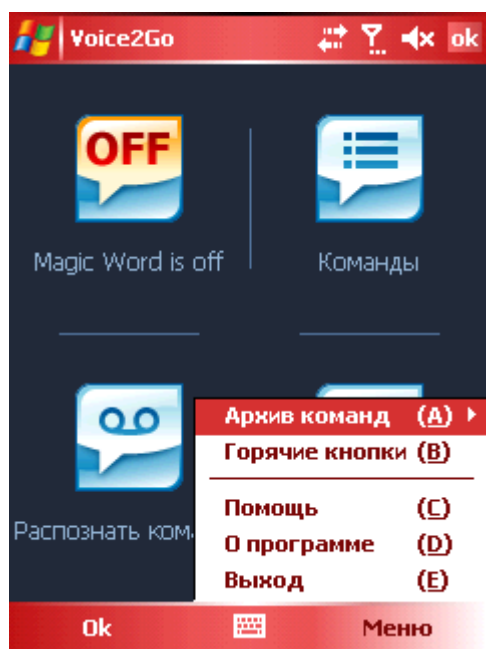 Voice2Go
ok
OFF
Magic Word is off
Команды
Распознать ком
Архив команд (A)
Горячие кнопки (B)
Помощь (C)
О программе (D)
Выход (E)
Ok
Меню